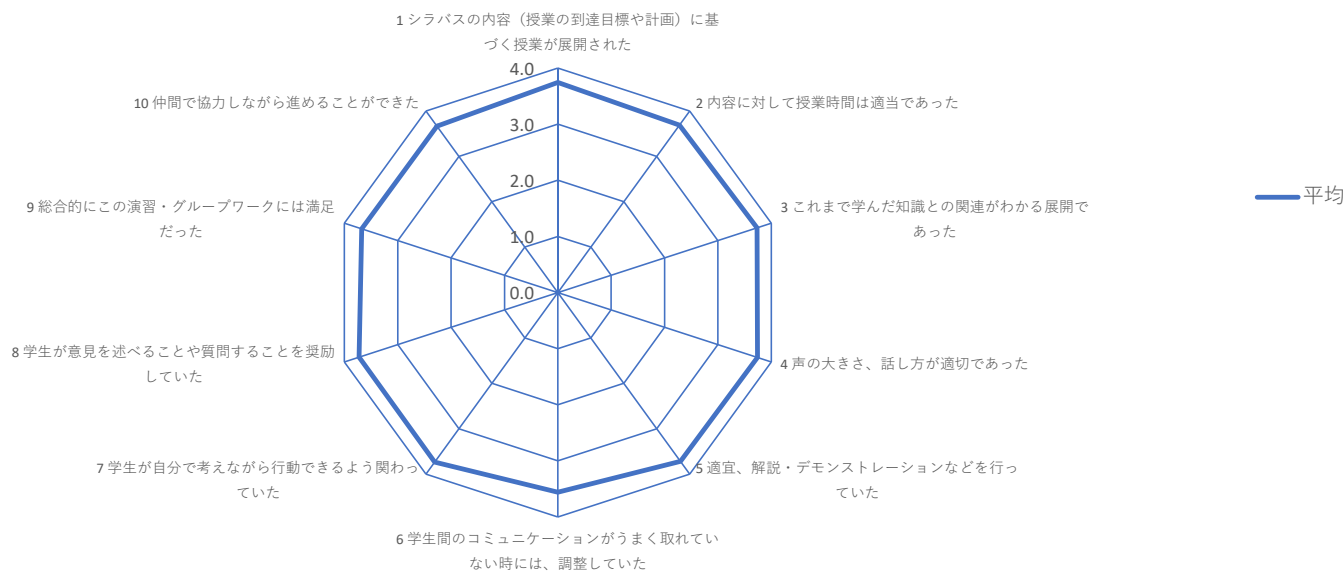 1 シラバスの内容（授業の到達目標や計画）に基
づく授業が展開された
4.0
3.0
2.0
1.0
0.0
2 内容に対して授業時間は適当であった
3 これまで学んだ知識との関連がわかる展開で
あった
4 声の大きさ、話し方が適切であった
5 適宜、解説・デモンストレーションなどを行っ
ていた
6 学生間のコミュニケーションがうまく取れてい
ない時には、調整していた
7 学生が自分で考えながら行動できるよう関わっ
ていた
8 学生が意見を述べることや質問することを奨励
していた
9 総合的にこの演習・グループワークには満足
だった
10 仲間で協力しながら進めることができた
平均